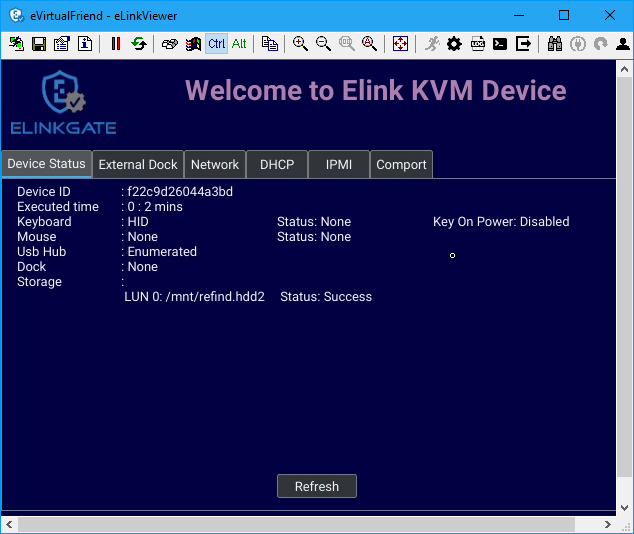 eVirtualFriend - eLinkViewer
Ctrl Alt
Welcome to Elink KVM Device
ELINKGATE
Device Status External Dock Network DHCP IPMI Comport
Device ID : f22c9d26044a3bd
Executed time : 0 : 2 mins
Keyboard : HID Status: None Key On Power: Disabled
Mouse : None Status: None
Usb Hub : Enumerated
Dock : None
Storage :
LUN 0: /mnt/refind.hdd2 Status: Success
Refresh